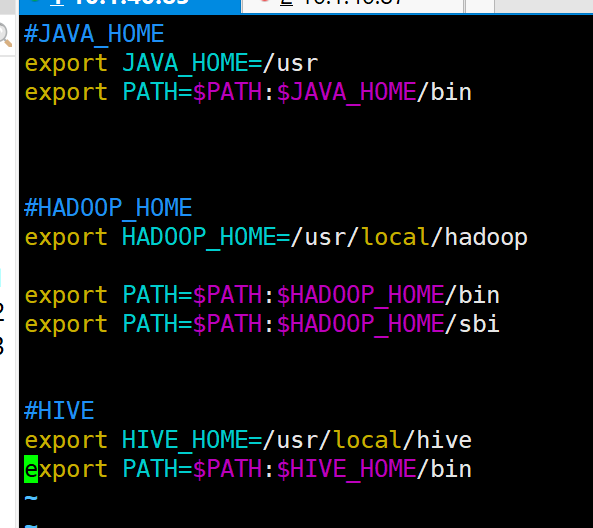 #JAVA_HOME
export JAVA_HOME=/usr
export PATH=$PATH:$JAVA_HOME/bin
#HADOOP_HOME
export HADOOP_HOME=/usr/local/hadoop
export PATH=$PATH:$HADOOP_HOME/bin
export PATH=$PATH:$HADOOP_HOME/sbi
#HIVE
export HIVE_HOME=/usr/local/hive
export PATH=$PATH:$HIVE_HOME/bin
~
~